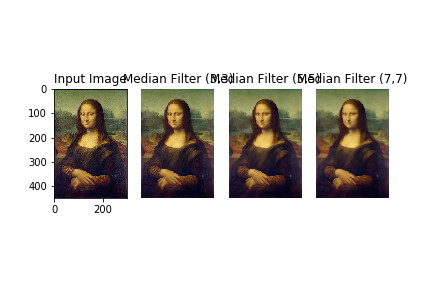 Input Image
Median Filter (3,3)
Median Filter (5,5)
Median Filter (7,7)
0
100
200
300
400
0
200